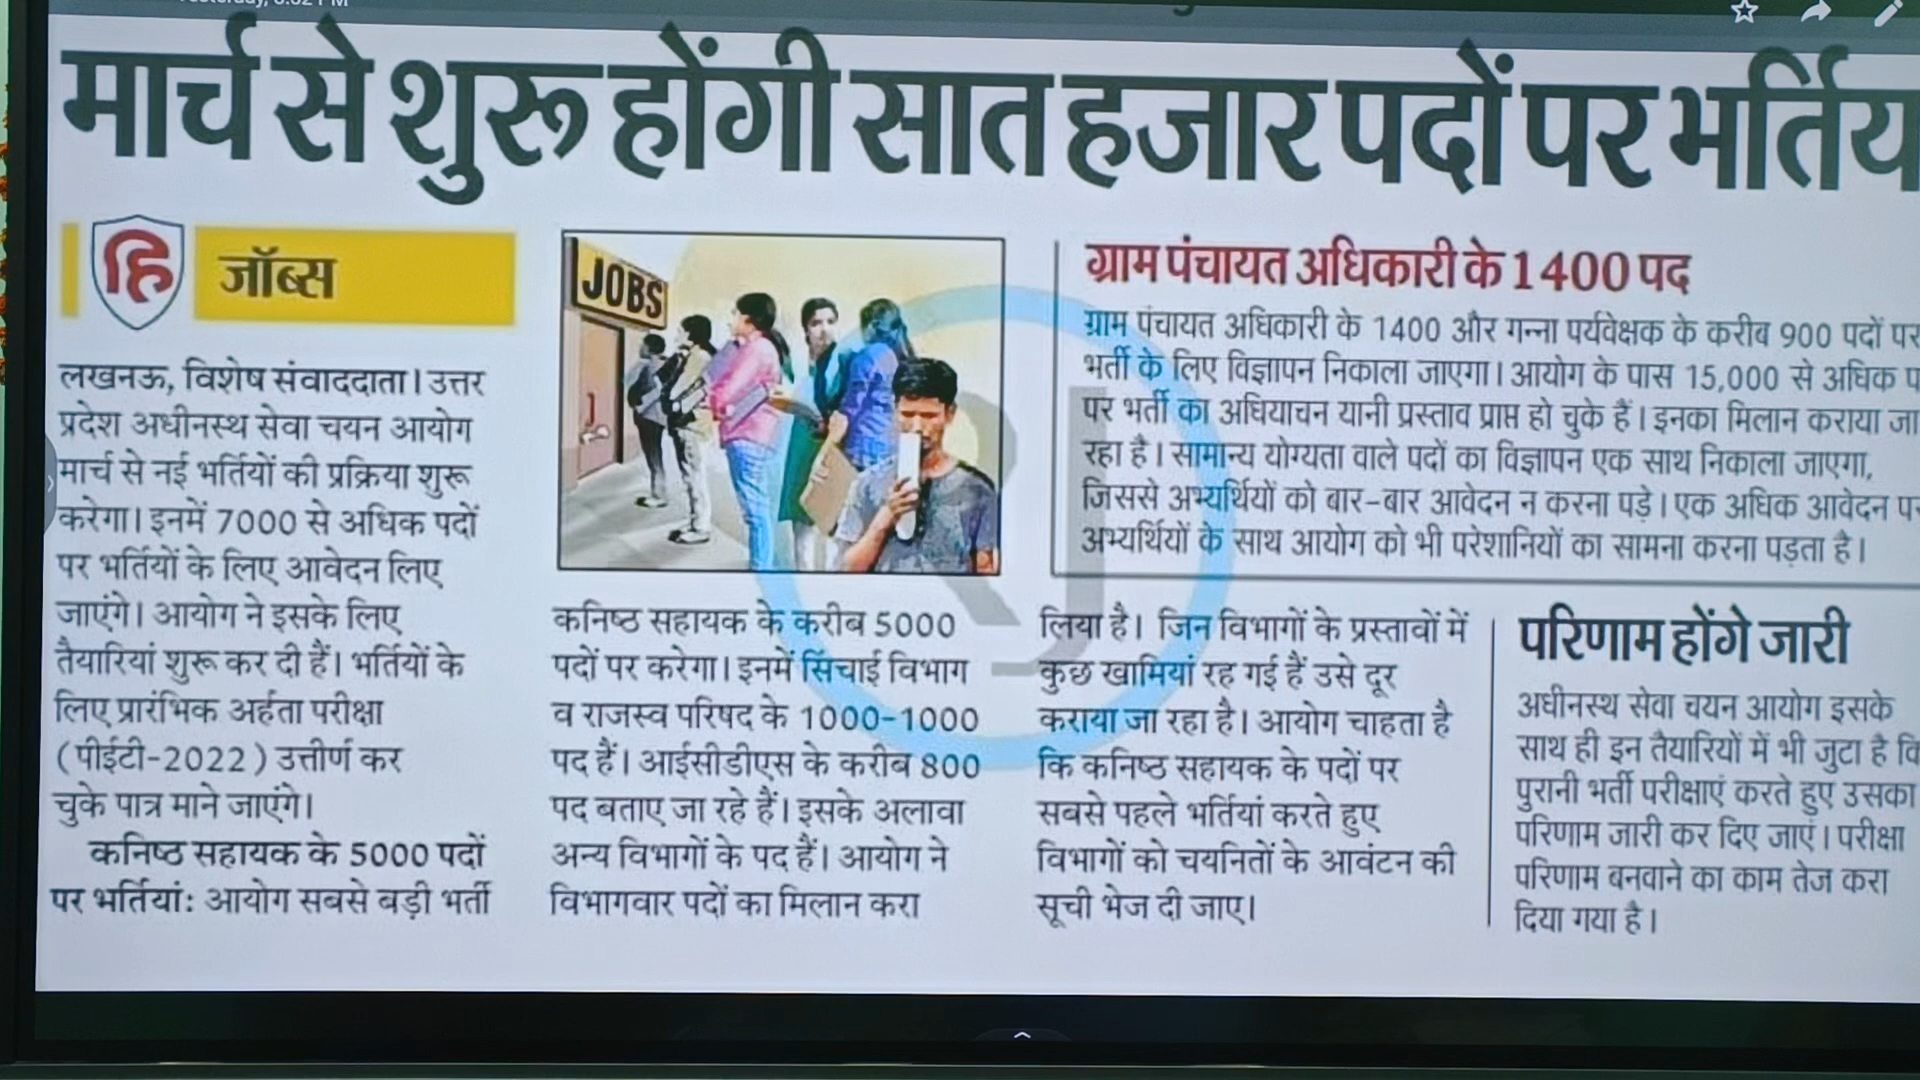 मार्च से शुरू होंगी सात हजार पदों पर
हि
जॉब्स
लखनऊ, विशेष संवाददाता। उत्तर
प्रदेश अधीनस्थ सेवा चयन आयोग
मार्च से नई भर्तियों की प्रक्रिया शुरू
करेगा। इनमें 7000 से अधिक पदों
पर भर्तियों के लिए आवेदन लिए
जाएंगे। आयोग ने इसके लिए
तैयारियां शुरू कर दी हैं। भर्तियों के
लिए प्रारंभिक अर्हता परीक्षा
(पीईटी-2022) उत्तीर्ण कर
चुके पात्र माने जाएंगे।
कनिष्ठ सहायक के 5000 पदों
पर भर्तियां: आयोग सबसे बड़ी भर्ती
JOBS
कनिष्ठ सहायक के करीब 5000
पदों पर करेगा। इनमें सिंचाई विभाग
व राजस्व परिषद के 1000-1000
पद हैं। आईसीडीएस के करीब 800
पद बताए जा रहे हैं। इसके अलावा
अन्य विभागों के पद हैं। आयोग ने
विभागवार पदों का मिलान करा
लिया है। जिन विभागों के प्रस्तावों में
कुछ खामियां रह गई हैं उसे दूर
कराया जा रहा है। आयोग चाहता है
कि कनिष्ठ सहायक के पदों पर
सबसे पहले भर्तियां करते हुए
विभागों को चयनितों के आवंटन की
सूची भेज दी जाए।
ग्राम पंचायत अधिकारी के 1400 पद
ग्राम पंचायत अधिकारी के 1400 और गन्ना पर्यवेक्षक के करीब 900 पदों पर
भर्ती के लिए विज्ञापन निकाला जाएगा। आयोग के पास 15,000 से अधिक
पर भर्ती का अधियाचन यानी प्रस्ताव प्राप्त हो चुके हैं। इनका मिलान कराया जा
रहा है। सामान्य योग्यता वाले पदों का विज्ञापन एक साथ निकाला जाएगा,
जिससे अभ्यर्थियों को बार-बार आवेदन न करना पड़े। एक अधिक आवेदन
अभ्यर्थियों के साथ आयोग को भी परेशानियों का सामना करना पड़ता है।
परिणाम होंगे जारी
अधीनस्थ सेवा चयन आयोग इसके
साथ ही इन तैयारियों में भी जुटा है
पुरानी भर्ती परीक्षाएं करते हुए उसका
परिणाम जारी कर दिए जाएं। परीक्षा
परिणाम बनवाने का काम तेज करा
दिया गया है।